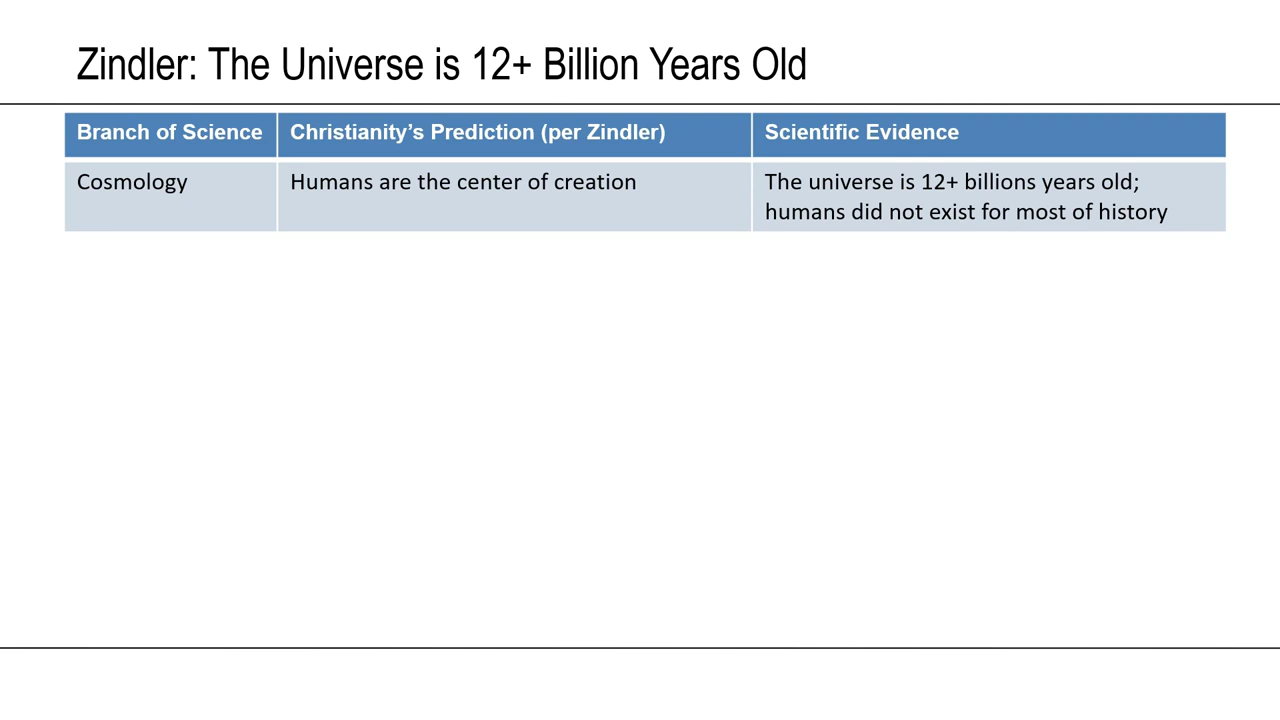 Zindler: The Universe is 12+ Billion Years Old
Branch of Science
Christianity’s Prediction (per Zindler)
Scientific Evidence
Cosmology
Humans are the center of creation
The universe is 12+ billions years old;
humans did not exist for most of history